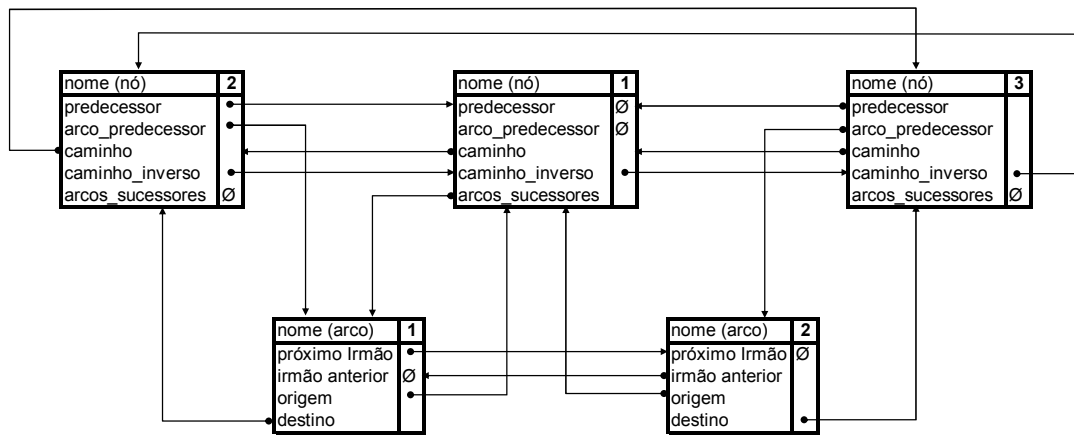 nome (nó) 2
predecessor
arco_predecessor
caminho
caminho_inverso
arcos_sucessores Ø
nome (nó) 1
predecessor Ø
arco_predecessor Ø
caminho
caminho_inverso
arcos_sucessores
nome (nó) 3
predecessor
arco_predecessor
caminho
caminho_inverso
arcos_sucessores Ø
nome (arco) 1
próximo Irmão
irmão anterior Ø
origem
destino
nome (arco) 2
próximo Irmão Ø
irmão anterior
origem
destino